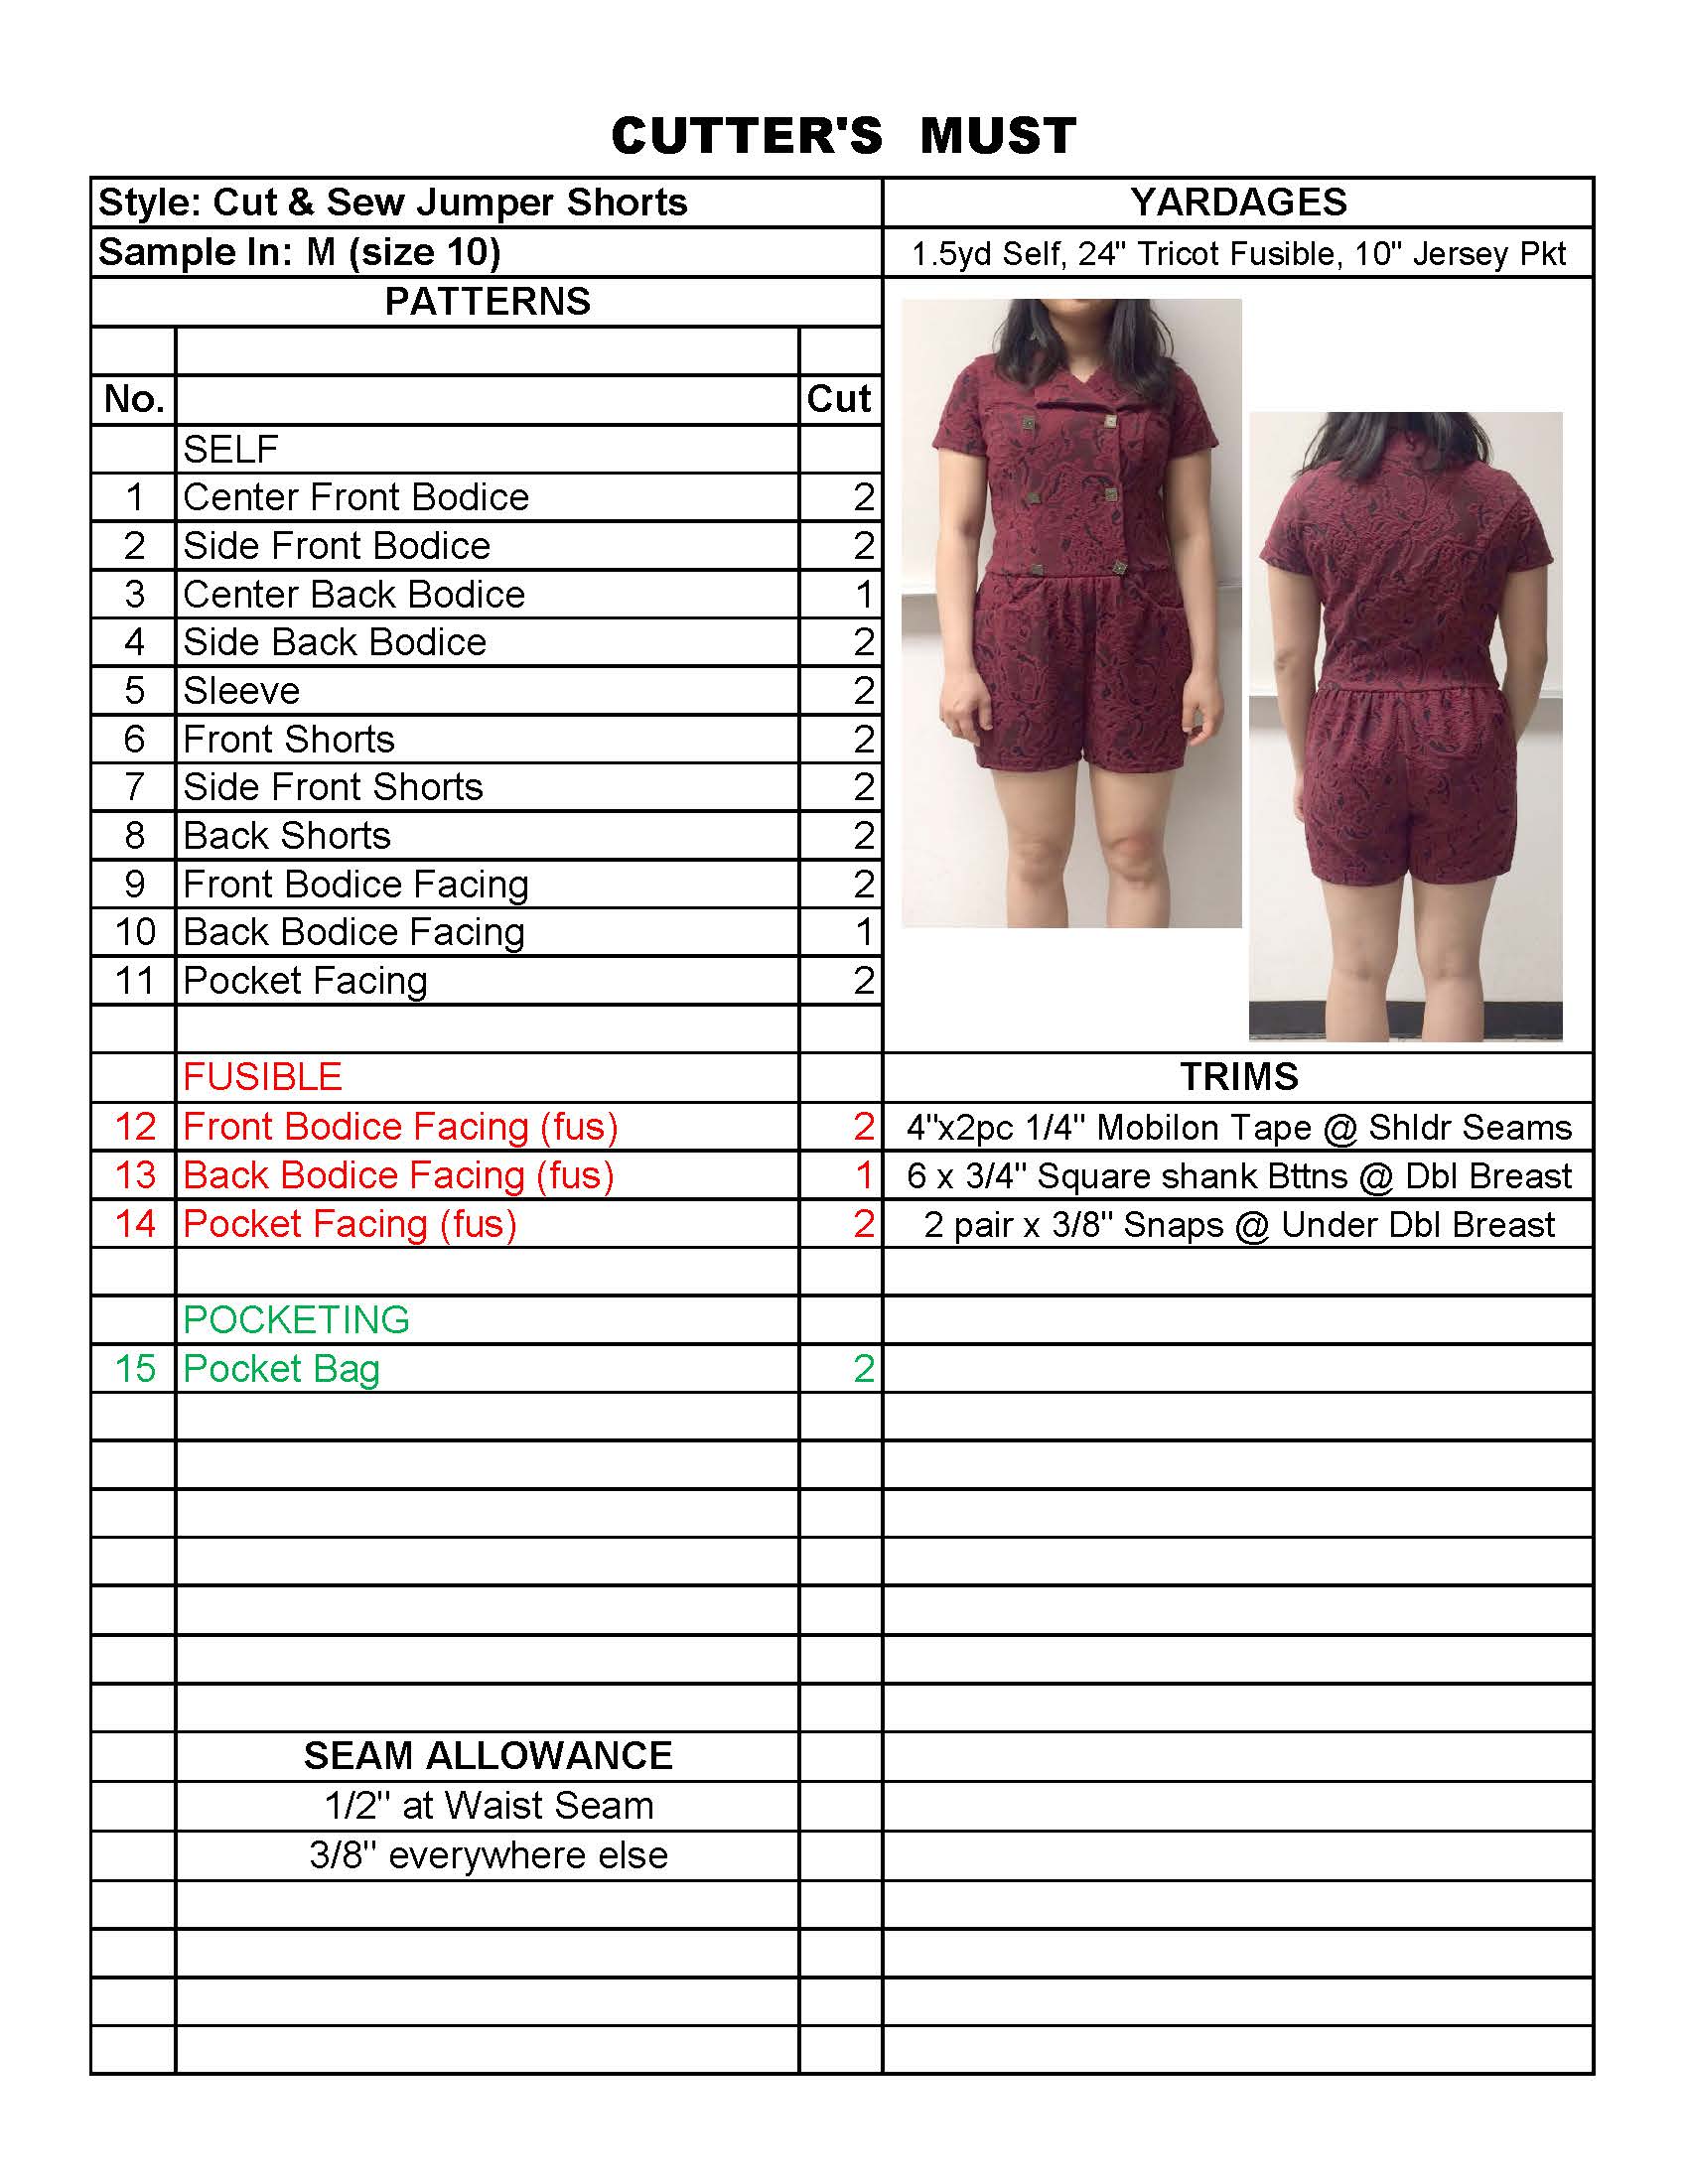 CUTTER'S MUST
Style: Cut & Sew Jumper Shorts
YARDAGES
Sample In: M (size 10)
1.5yd Self, 24" Tricot Fusible, 10" Jersey Pkt
PATTERNS
No. Cut
SELF
1 Center Front Bodice 2
2 Side Front Bodice 2
3 Center Back Bodice 1
4 Side Back Bodice 2
5 Sleeve 2
6 Front Shorts 2
7 Side Front Shorts 2
8 Back Shorts 2
9 Front Bodice Facing 2
10 Back Bodice Facing 1
11 Pocket Facing 2
FUSIBLE
TRIMS
12 Front Bodice Facing (fus) 2
4"x2pc 1/4" Mobilon Tape @ Shldr Seams
13 Back Bodice Facing (fus) 1
6 x 3/4" Square shank Bttns @ Dbl Breast
14 Pocket Facing (fus) 2
2 pair x 3/8" Snaps @ Under Dbl Breast
POCKETING
15 Pocket Bag 2
SEAM ALLOWANCE
1/2" at Waist Seam
3/8" everywhere else